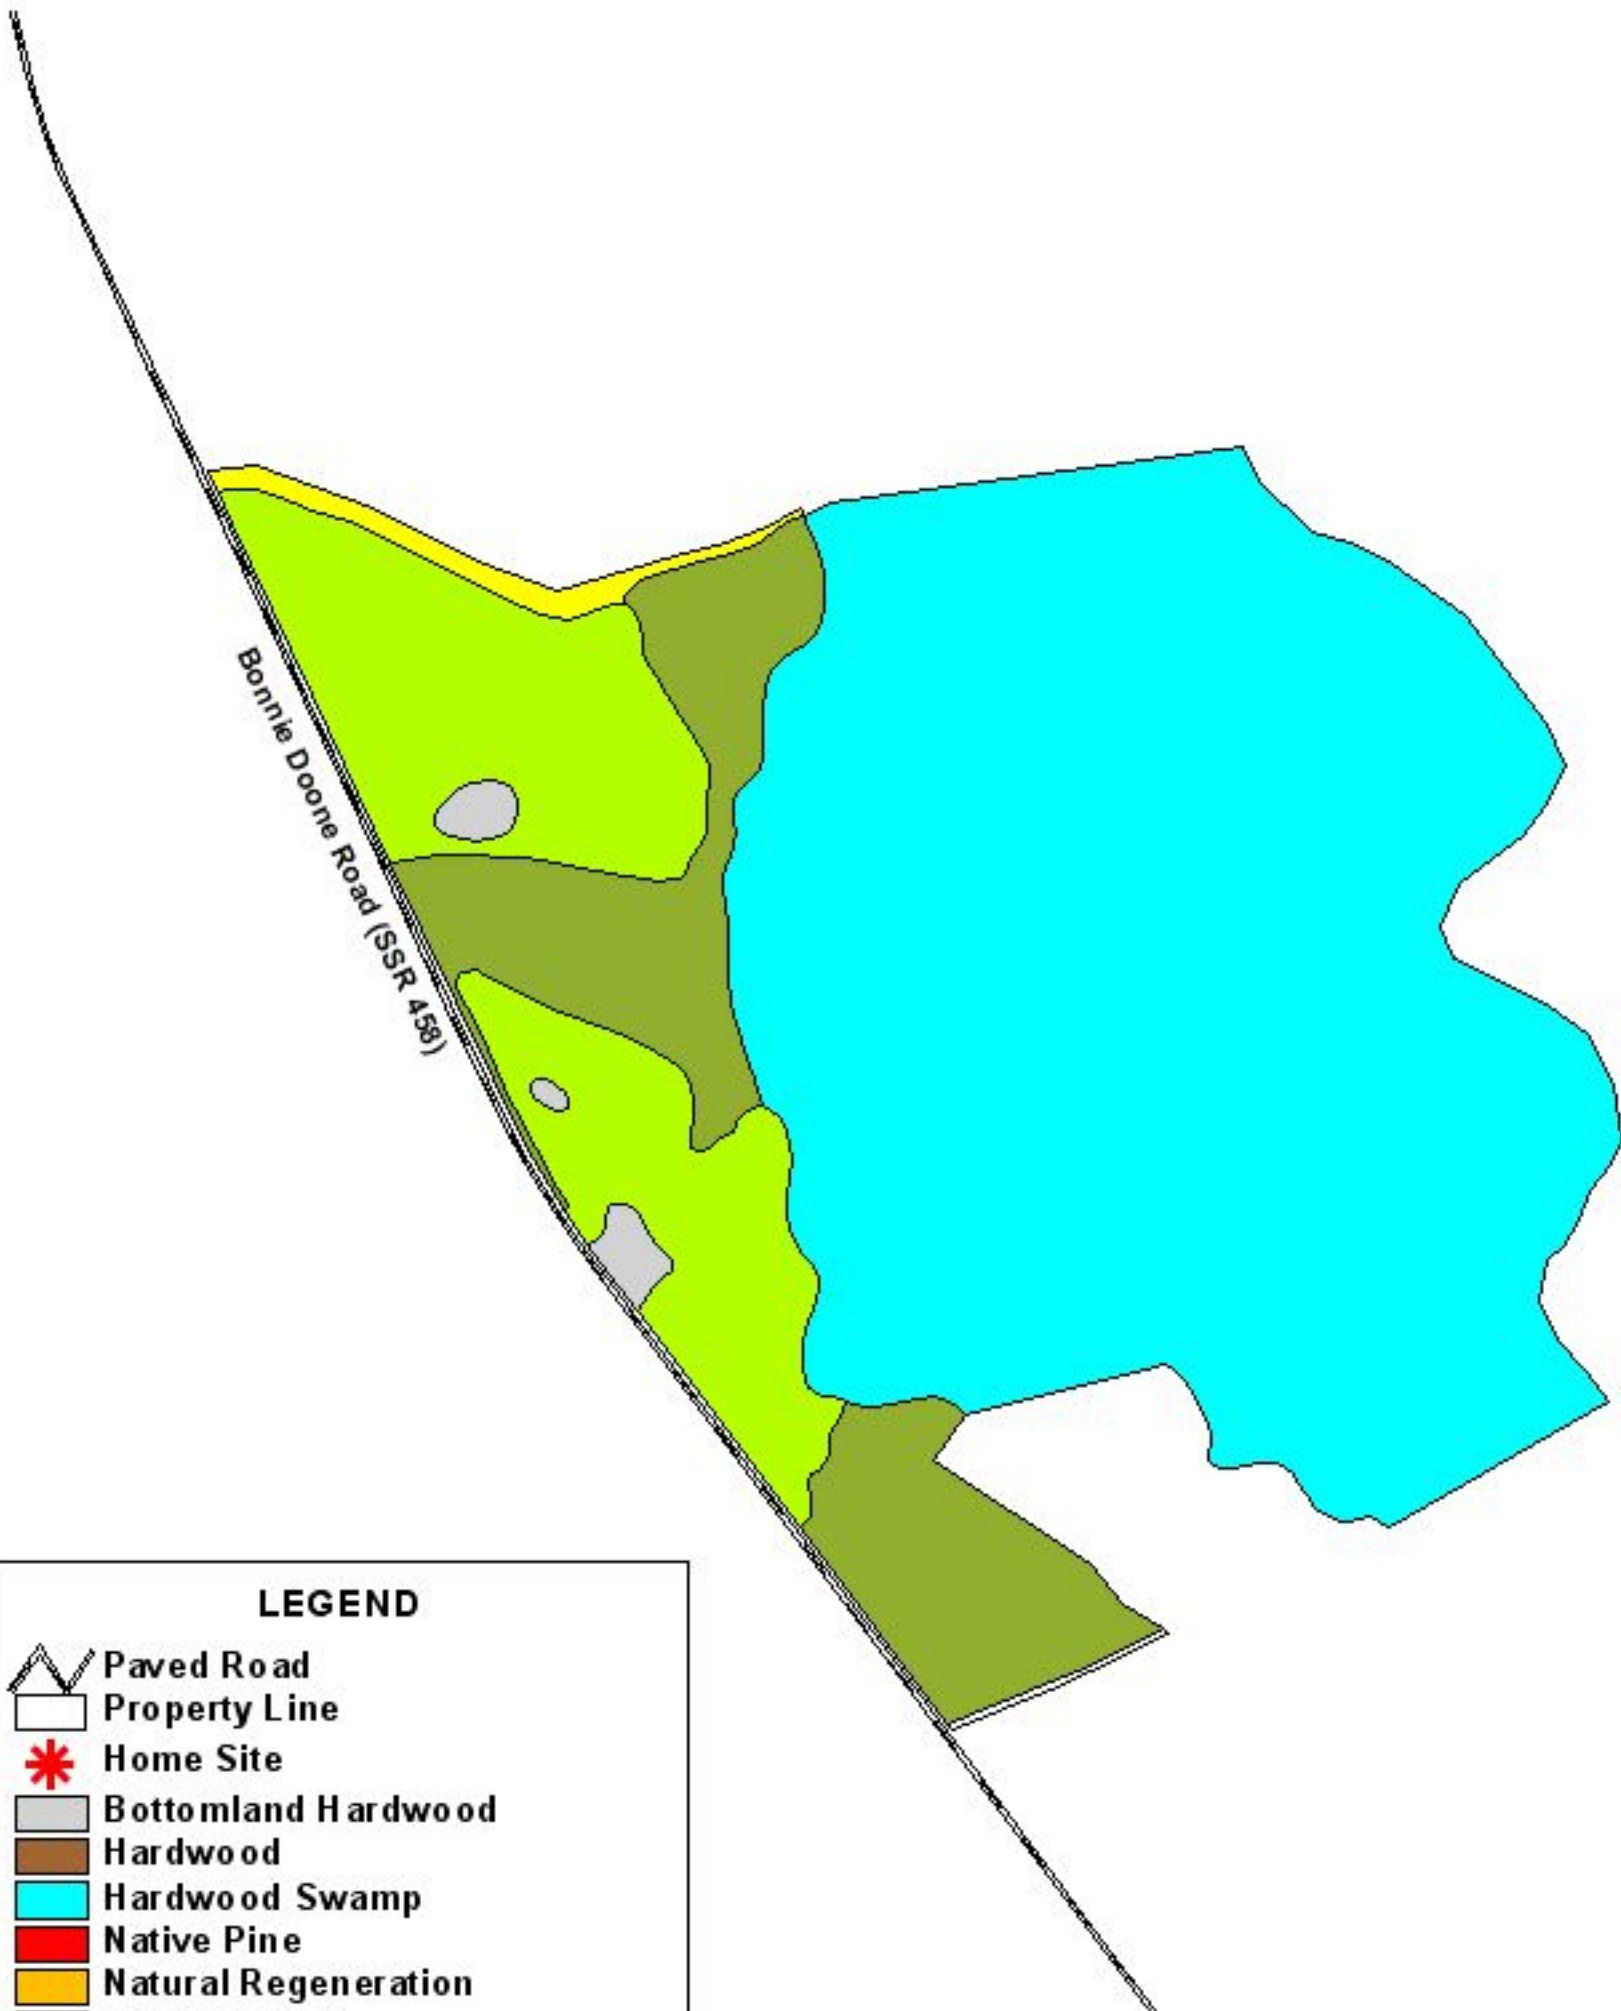 Bonnie Doone Road (SSR 458)
LEGEND
Paved Road
Property Line
Home Site
Bottomland Hardwood
Hardwood
Hardwood Swamp
Native Pine
Natural Regeneration